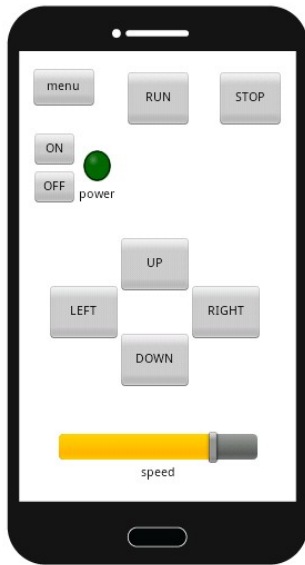 menu
RUN
STOP
ON
OFF
power
UP
LEFT
RIGHT
DOWN
speed